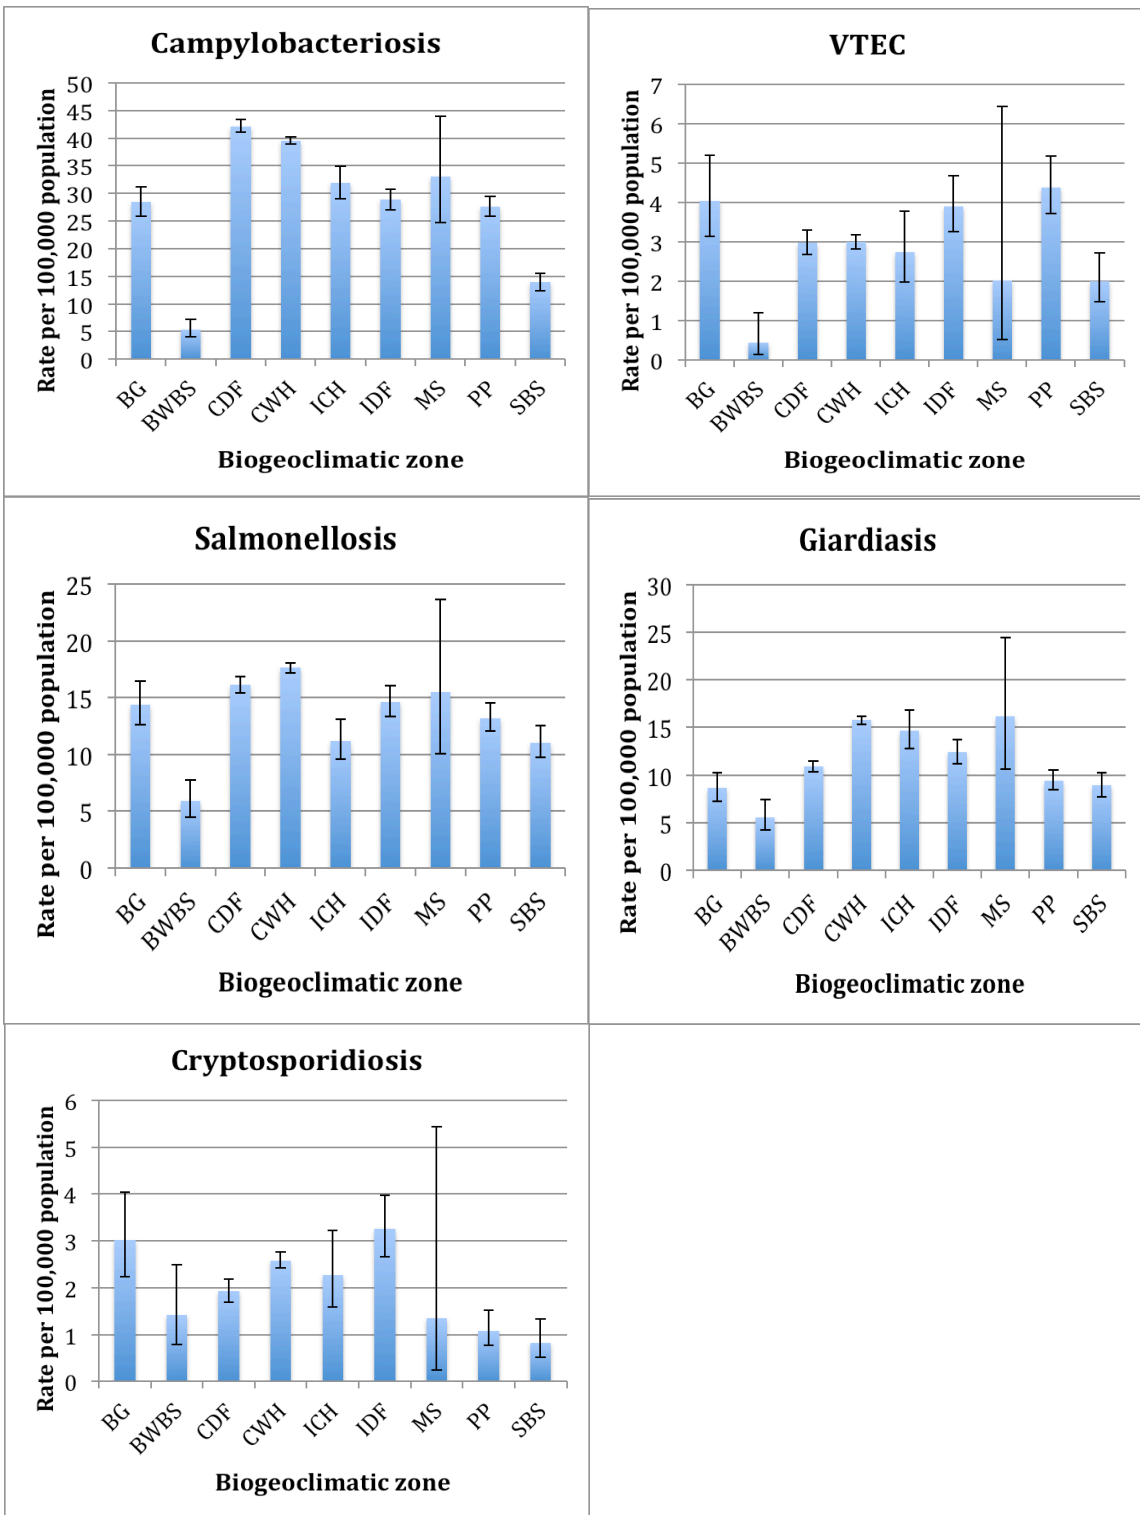 Campylobacteriosis
Rate per 100,000 population
50
45
40
35
30
25
20
15
10
5
0
BG BWBS CDF CWH ICH IDF MS PP SBS
Biogeoclimatic zone
VTEC
Rate per 100,000 population
7
6
5
4
3
2
1
0
BG BWBS CDF CWH ICH IDF MS PP SBS
Biogeoclimatic zone
Salmonellosis
Rate per 100,000 population
25
20
15
10
5
0
BG BWBS CDF CWH ICH IDF MS PP SBS
Biogeoclimatic zone
Giardiasis
Rate per 100,000 population
30
25
20
15
10
5
0
BG BWBS CDF CWH ICH IDF MS PP SBS
Biogeoclimatic zone
Cryptosporidiosis
Rate per 100,000 population
6
5
4
3
2
1
0
BG BWBS CDF CWH ICH IDF MS PP SBS
Biogeoclimatic zone